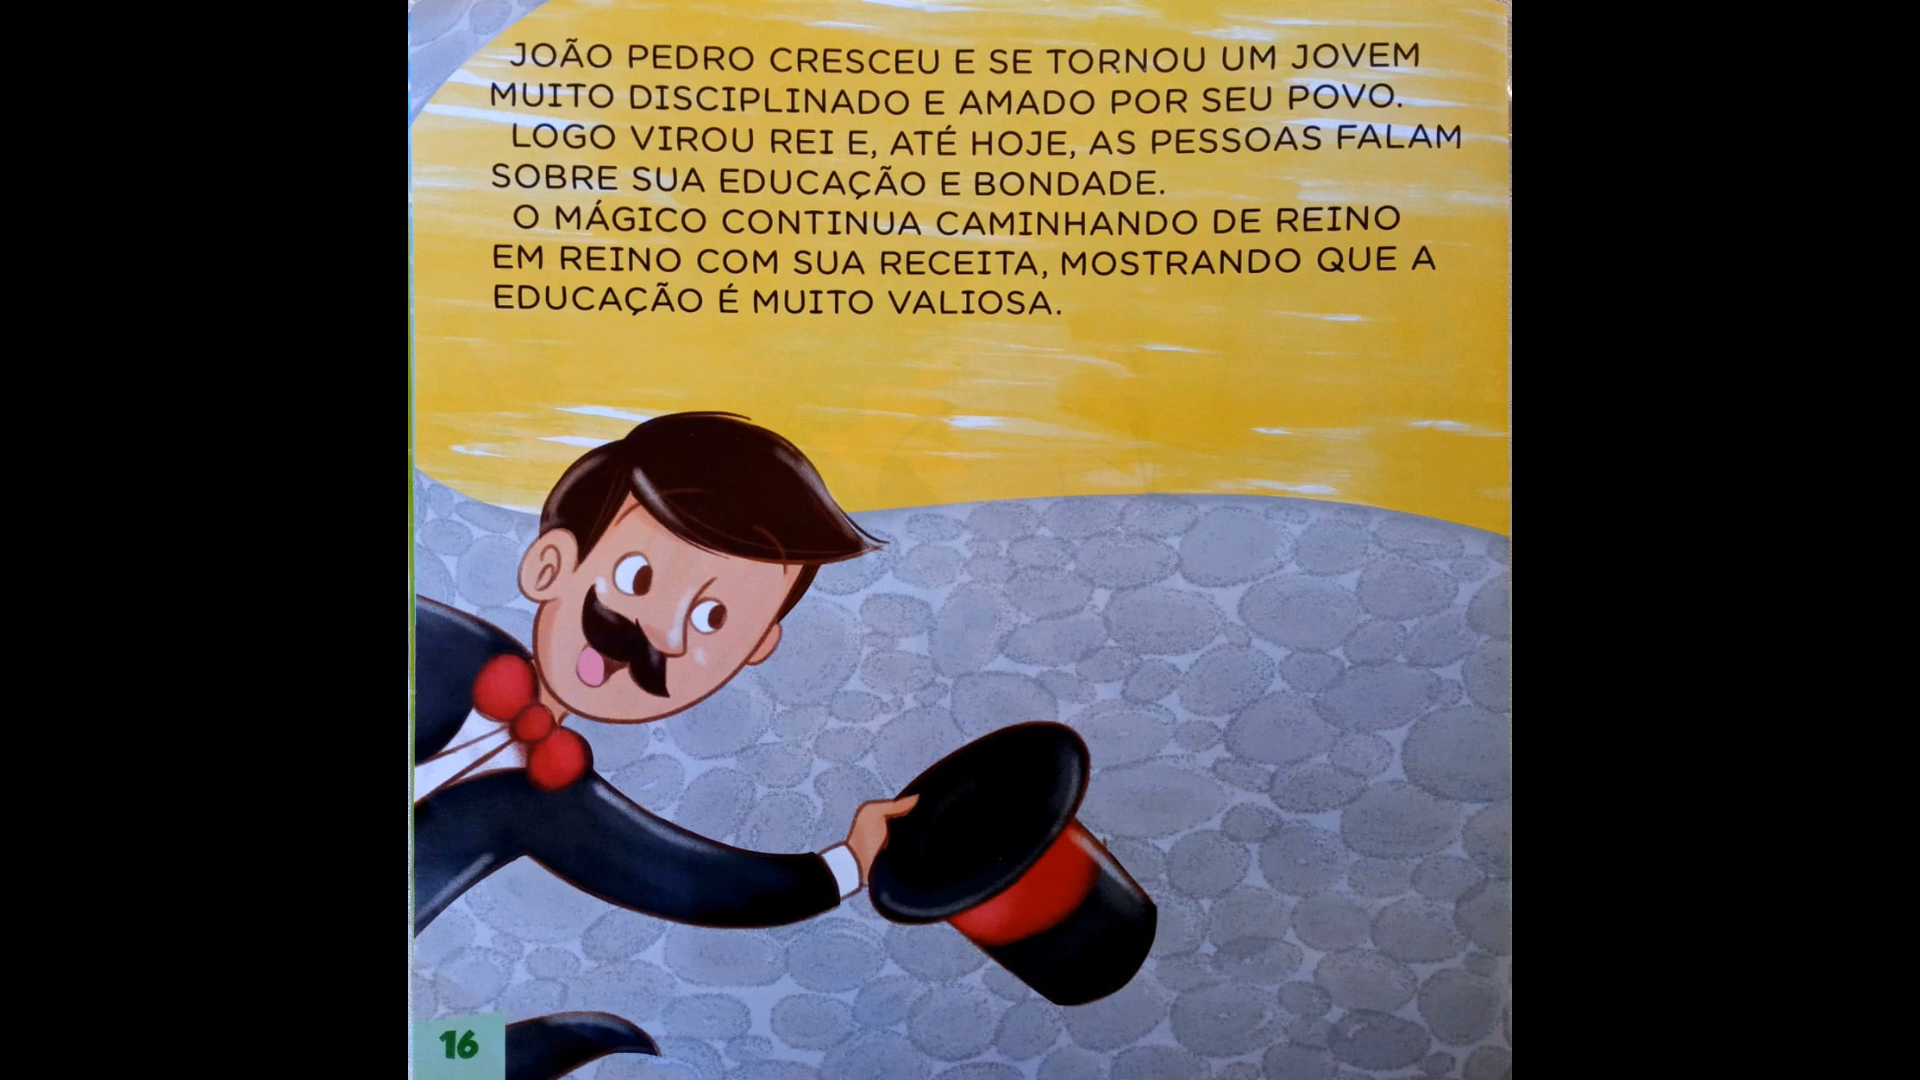 JOÃO PEDRO CRESCEU E SE TORNOU UM JOVEM
MUITO DISCIPLINADO E AMADO POR SEU POVO.
LOGO VIROU REI E, ATÉ HOJE, AS PESSOAS FALAM
SOBRE SUA EDUCAÇÃO E BONDADE.
O MÁGICO CONTINUA CAMINHANDO DE REINO
EM REINO COM SUA RECEITA, MOSTRANDO QUE A
EDUCAÇÃO É MUITO VALIOSA.
16